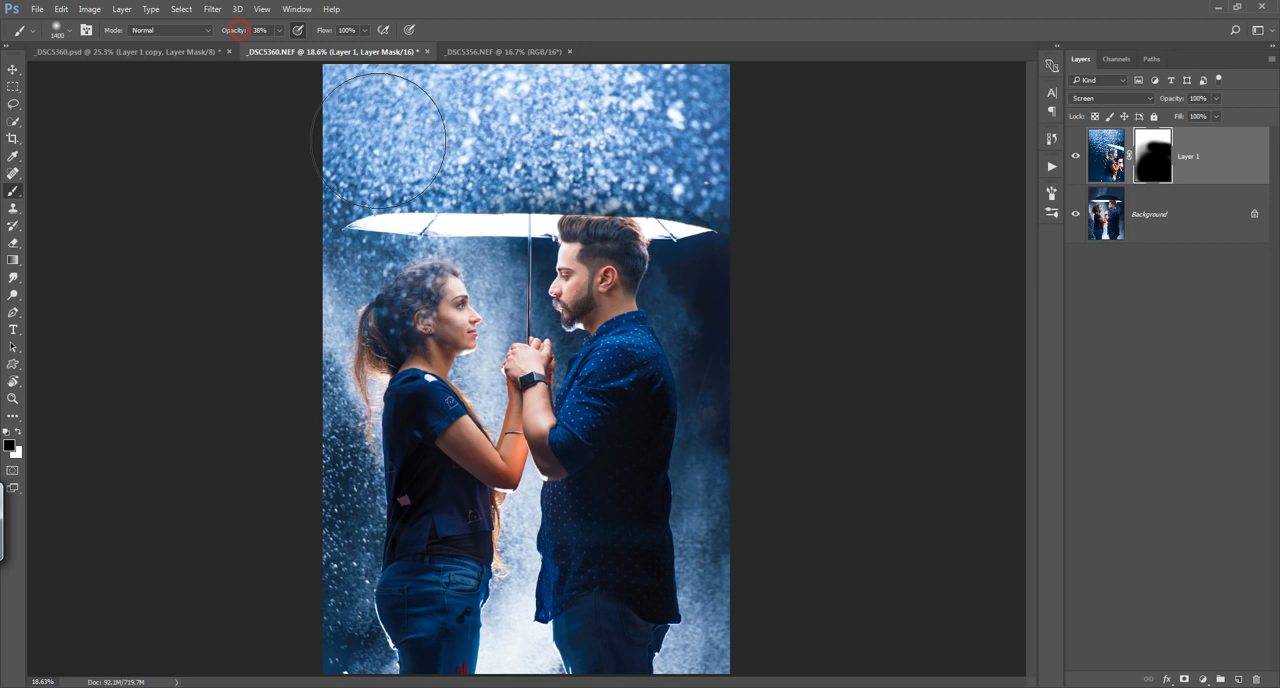 Ps File Edit Image Layer Type Select Filter 3D View Window Help
1400 Mode: Normal Opacity: 38% Flow: 100%
_DSC5360.psd @ 25.3% (Layer 1 copy, Layer Mask/8) * × _DSC5360.NEF @ 18.6% (Layer 1, Layer Mask/16) * × _DSC5356.NEF @ 16.7% (RGB/16*) ×
Layers Channels Paths
Kind
Screen Opacity: 100%
Lock: Fill: 100%
Layer 1
Background
18.63% Doc: 92.1M/719.7M